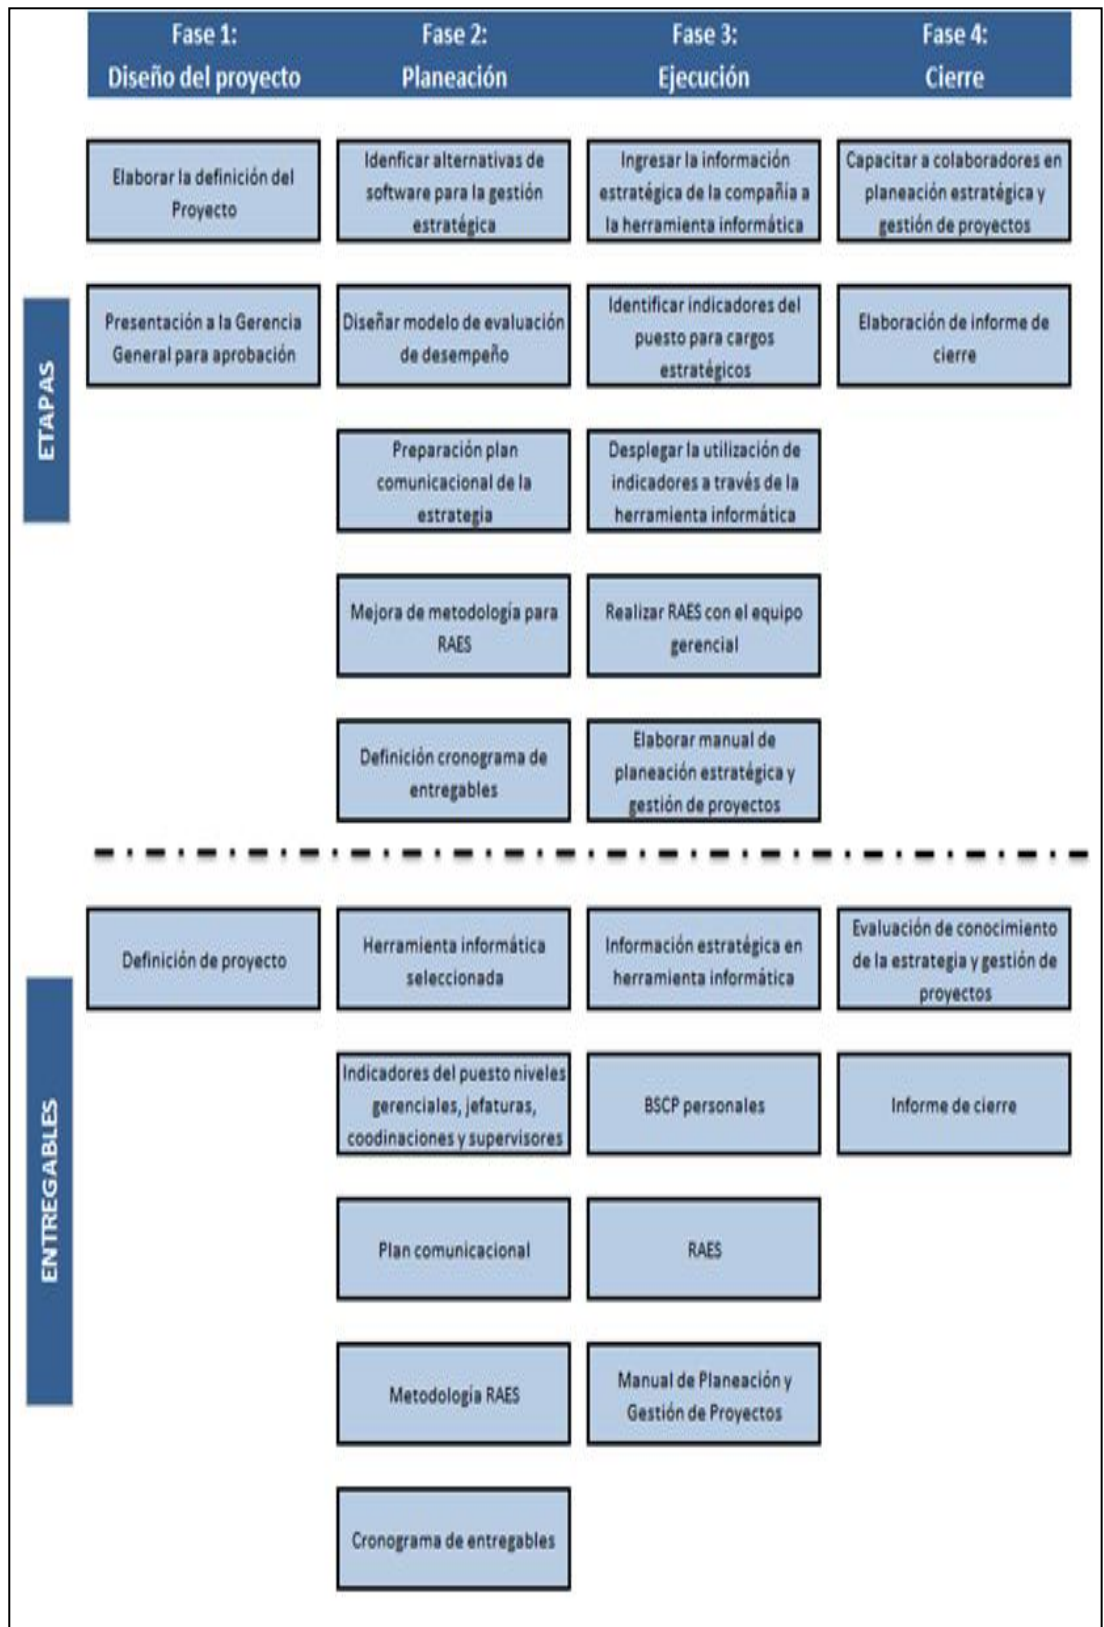 Fase 1:
Diseño del proyecto
Fase 2:
Planeación
Fase 3:
Ejecución
Fase 4:
Cierre
ETAPAS
Elaborar la definición del
Proyecto
Idenficar alternativas de
software para la gestión
estratégica
Ingresar la información
estratégica de la compañía a
la herramienta informática
Capacitar a colaboradores en
planeación estratégica y
gestión de proyectos
Presentación a la Gerencia
General para aprobación
Diseñar modelo de evaluación
de desempeño
Identificar indicadores del
puesto para cargos
estratégicos
Elaboración de informe de
cierre
Preparación plan
comunicacional de la
estrategia
Desplegar la utilización de
indicadores a través de la
herramienta informática
Mejora de metodología para
RAES
Realizar RAES con el equipo
gerencial
Definición cronograma de
entregables
Elaborar manual de
planeación estratégica y
gestión de proyectos
ENTREGABLES
Definición de proyecto
Herramienta informática
seleccionada
Información estratégica en
herramienta informática
Evaluación de conocimiento
de la estrategia y gestión de
proyectos
Indicadores del puesto niveles
gerenciales, jefaturas,
coodinaciones y supervisores
BSCP personales
Informe de cierre
Plan comunicacional
RAES
Metodología RAES
Manual de Planeación y
Gestión de Proyectos
Cronograma de entregables